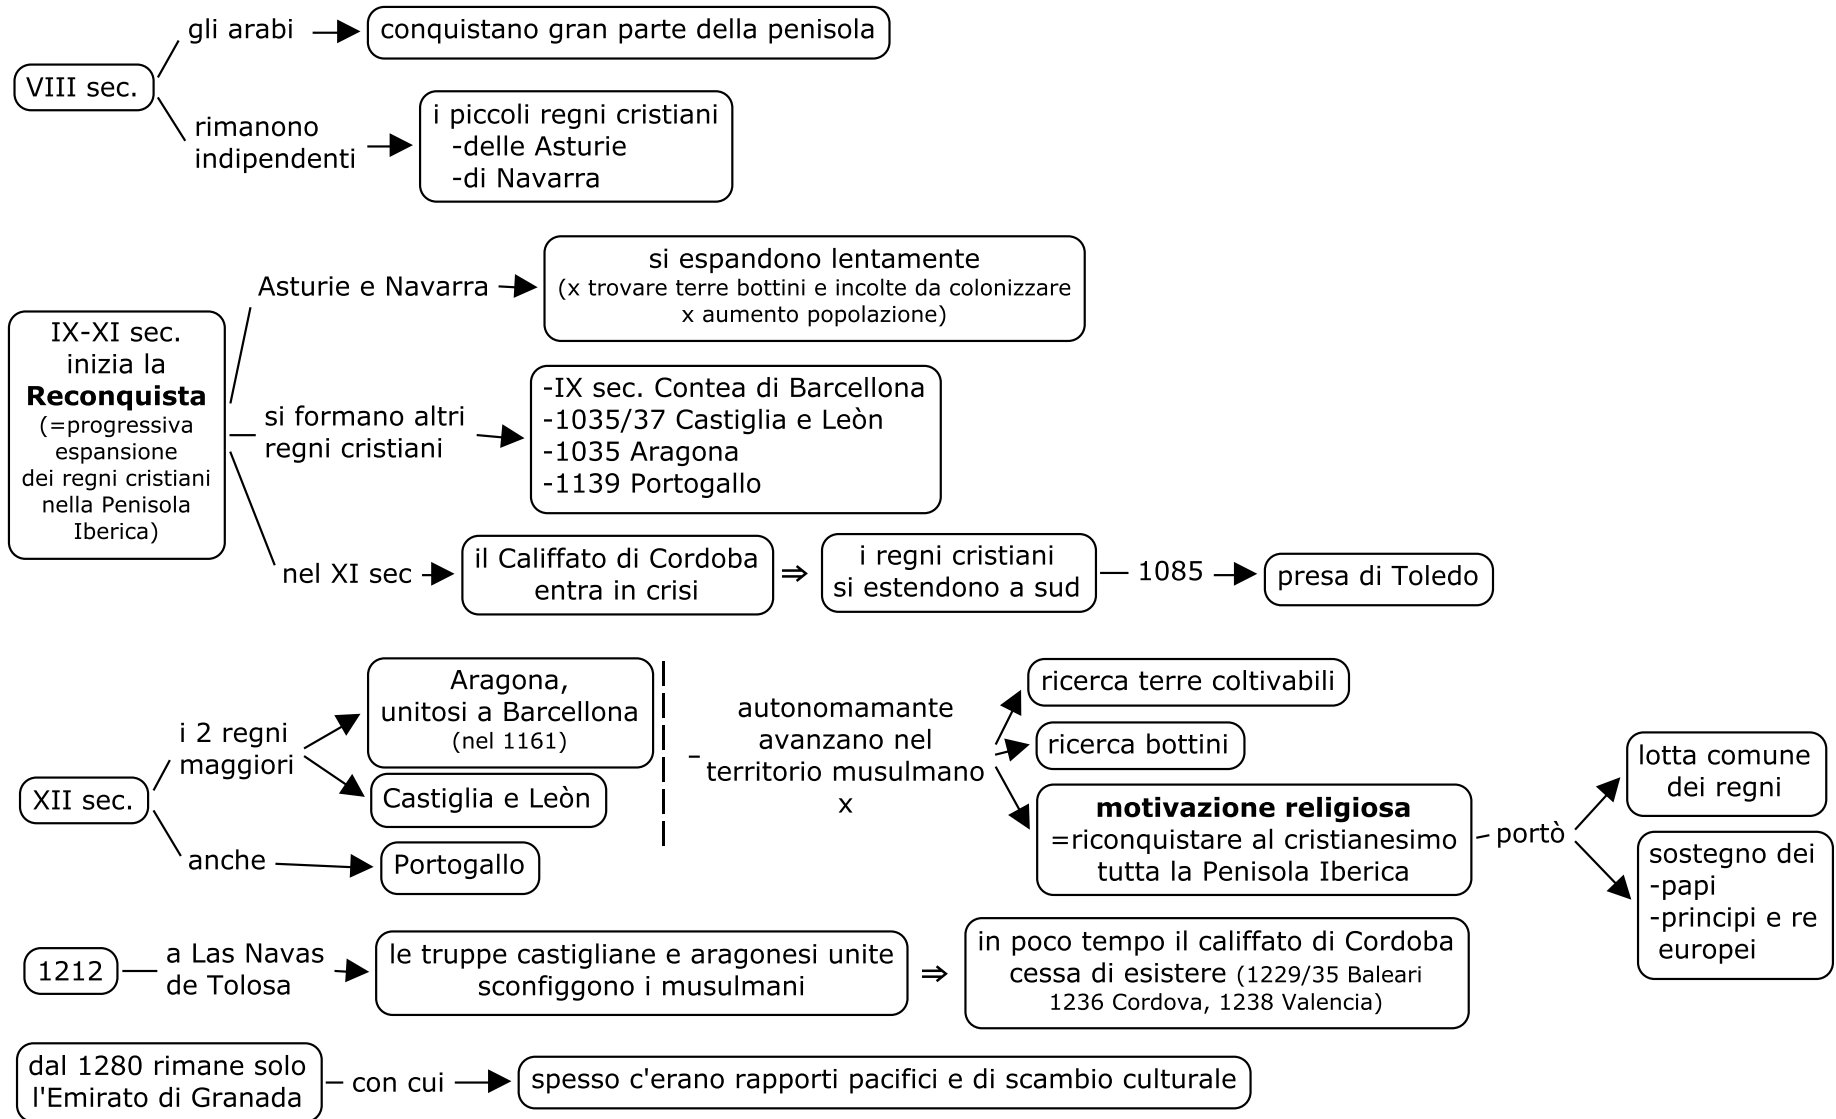 gli arabi
conquistano gran parte della penisola
VIII sec.
rimanono
indipendenti
i piccoli regni cristiani
-delle Asturie
-di Navarra
IX-XI sec.
inizia la
Reconquista
(=progressiva
espansione
dei regni cristiani
nella Penisola
Iberica)
Asturie e Navarra
si espandono lentamente
(x trovare terre bottini e incolte da colonizzare
x aumento popolazione)
si formano altri
regni cristiani
-IX sec. Contea di Barcellona
-1035/37 Castiglia e Leòn
-1035 Aragona
-1139 Portogallo
nel XI sec
il Califfato di Cordoba
entra in crisi
⇒
i regni cristiani
si estendono a sud
1085
presa di Toledo
XII sec.
i 2 regni
maggiori
Aragona,
unitosi a Barcellona
(nel 1161)
Castiglia e Leòn
anche
Portogallo
autonomamante
avanzano nel
territorio musulmano
x
ricerca terre coltivabili
ricerca bottini
motivazione religiosa
=riconquistare al cristianesimo
tutta la Penisola Iberica
portò
lotta comune
dei regni
sostegno dei
-papi
-principi e re
europei
1212
a Las Navas
de Tolosa
le truppe castigliane e aragonesi unite
sconfiggono i musulmani
⇒
in poco tempo il califfato di Cordoba
cessa di esistere (1229/35 Baleari
1236 Cordova, 1238 Valencia)
dal 1280 rimane solo
l'Emirato di Granada
con cui
spesso c'erano rapporti pacifici e di scambio culturale